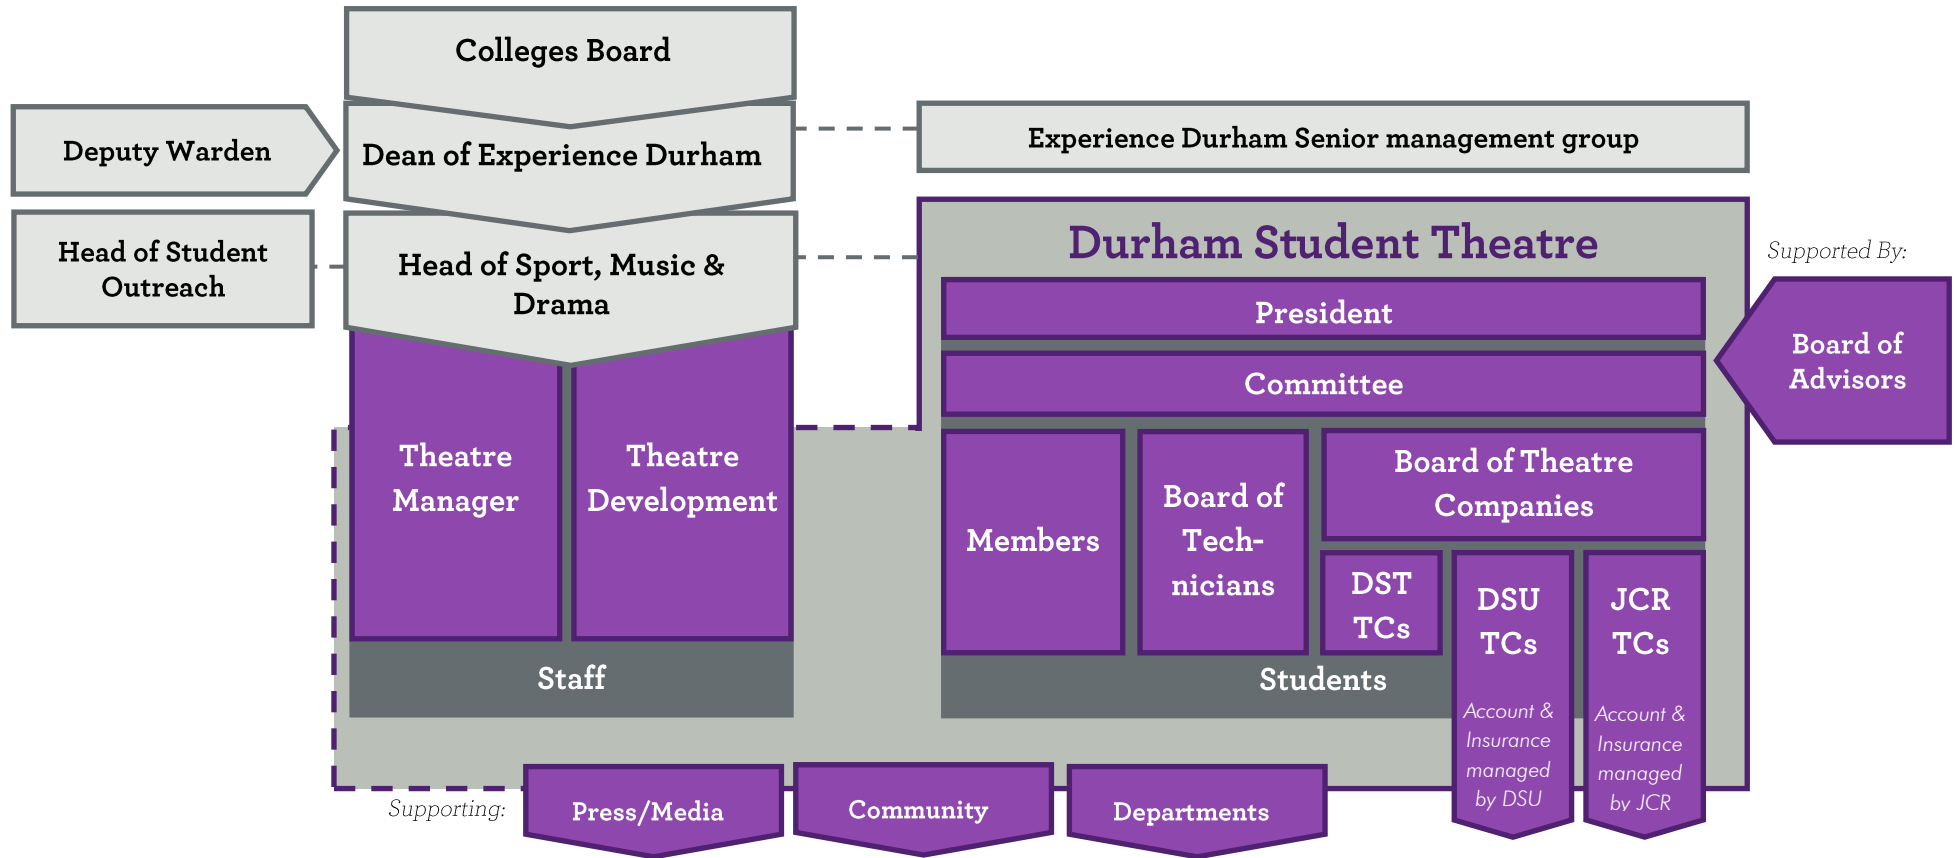 Colleges Board
Deputy Warden
Dean of Experience Durham
Experience Durham Senior management group
Head of Student
Outreach
Head of Sport, Music &
Drama
Durham Student Theatre
Supported By:
President
Board of
Advisors
Committee
Theatre
Manager
Theatre
Development
Members
Board of
Tech-
nicians
Board of Theatre
Companies
DST
TCs
DSU
TCs
JCR
TCs
Staff
Students
Account &
Insurance
managed
by DSU
Account &
Insurance
managed
by JCR
Supporting:
Press/Media
Community
Departments